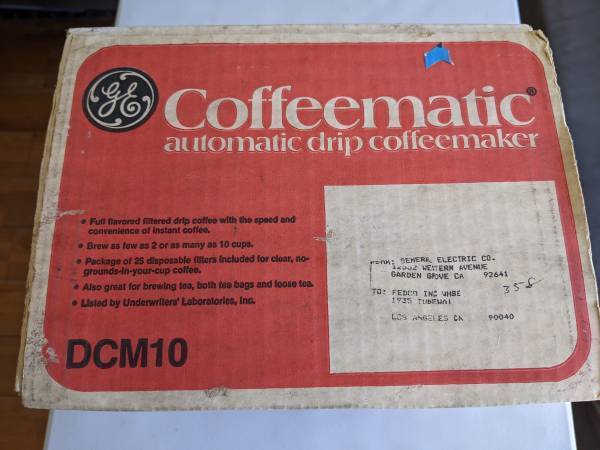 GE
Coffeematic®
automatic drip coffeemaker
• Full flavored filtered drip coffee with the speed and
convenience of instant coffee.
• Brew as few as 2 or as many as 10 cups.
• Package of 25 disposable filters included for clear, no-
grounds-in-your-cup coffee.
• Also great for brewing tea, both tea bags and loose tea.
• Listed by Underwriters' Laboratories, Inc.
DCM10
FROM: GENERAL ELECTRIC CO.
WESTERN AVENUE
GARDEN GROVE CA 92641
358
TO: FEDCO INC WHSE
1935
LOS ANGELES CA 90040